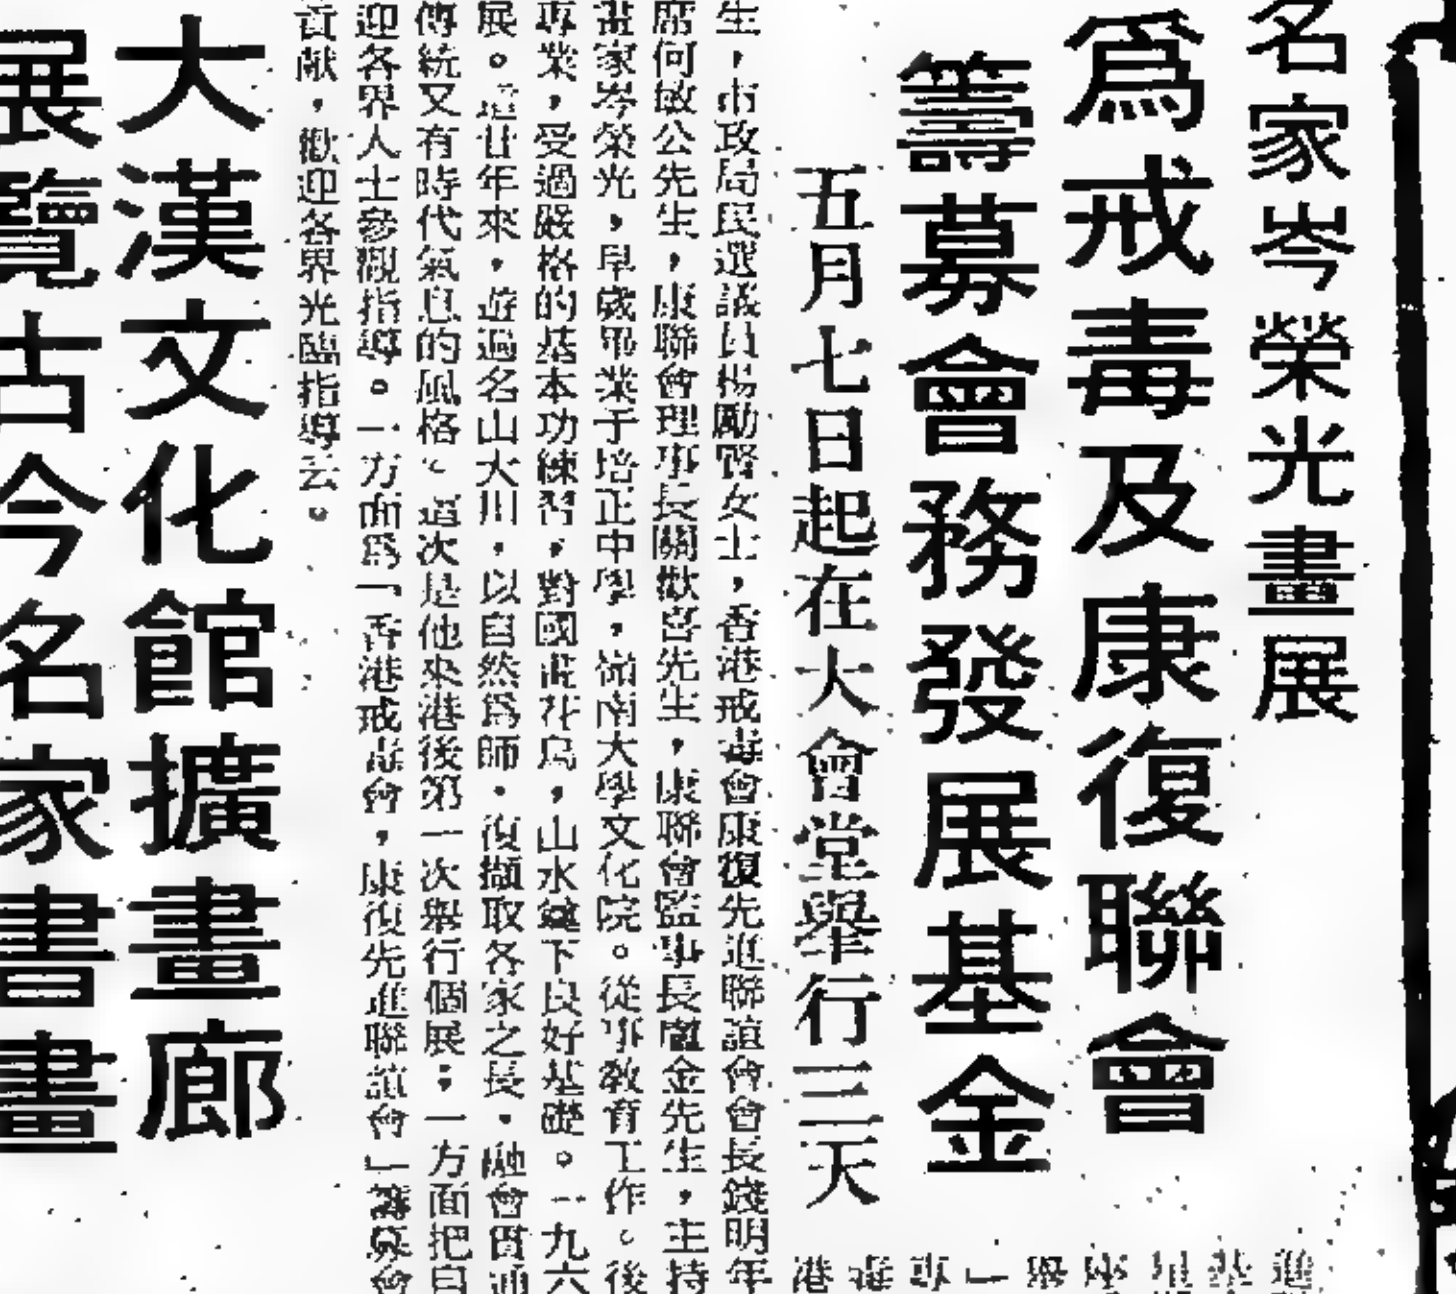 名家岑榮光畫展
爲戒毒及康復聯會
籌募會務發展基金
五月七日起在大會堂舉行三天
生，市政局民選議員楊勵賢女士，香港戒毒會康復先進聯誼會會長錢明年
席何敏公先生，康聯會理事長關歡喜先生，康聯會監事長盧金先生，主持
畫家岑榮光，早歲畢業于培正中學，嶺南大學文化院。從事教育工作。後
專業，受過嚴格的基本功練習，對國畫花鳥，山水奠下良好基礎。一九六
展。這廿年來，遊過名山大川，以自然爲師，復擷取各家之長，融會貫通
傳統又有時代氣息的風格。這次是他來港後第一次舉行個展；一方面把自
迎各界人士參觀指導。一方面爲「香港戒毒會，康復先進聯誼會」籌募會
貢獻，歡迎各界光臨指導云。
大漢文化館擴畫廊
展覽古今名家書畫